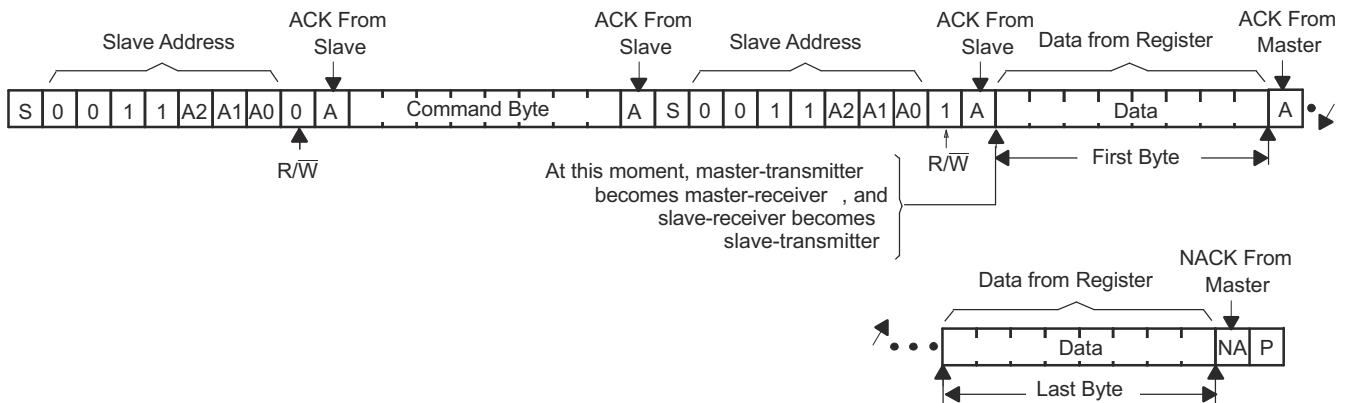 ACK From
Slave
ACK From
Slave
ACK From
Slave
ACK From
Master
Slave Address
Slave Address
Data from Register
S 0 0 1 1 A2 A1 A0 0 A Command Byte A S 0 0 1 1 A2 A1 A0 1 A Data A
R/W̅
R/W̅
First Byte
At this moment, master-transmitter
becomes master-receiver , and
slave-receiver becomes
slave-transmitter
Data from Register
NACK From
Master
Data NA P
Last Byte